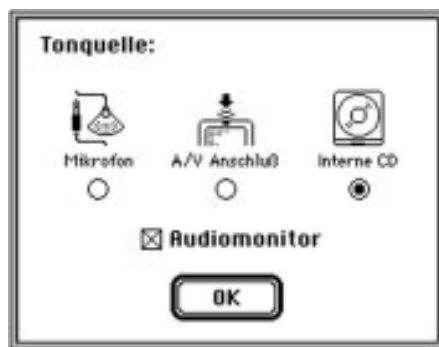 Tonquelle:
Mikrofon
A/V Anschluß
Interne CD
Audiomonitor
OK